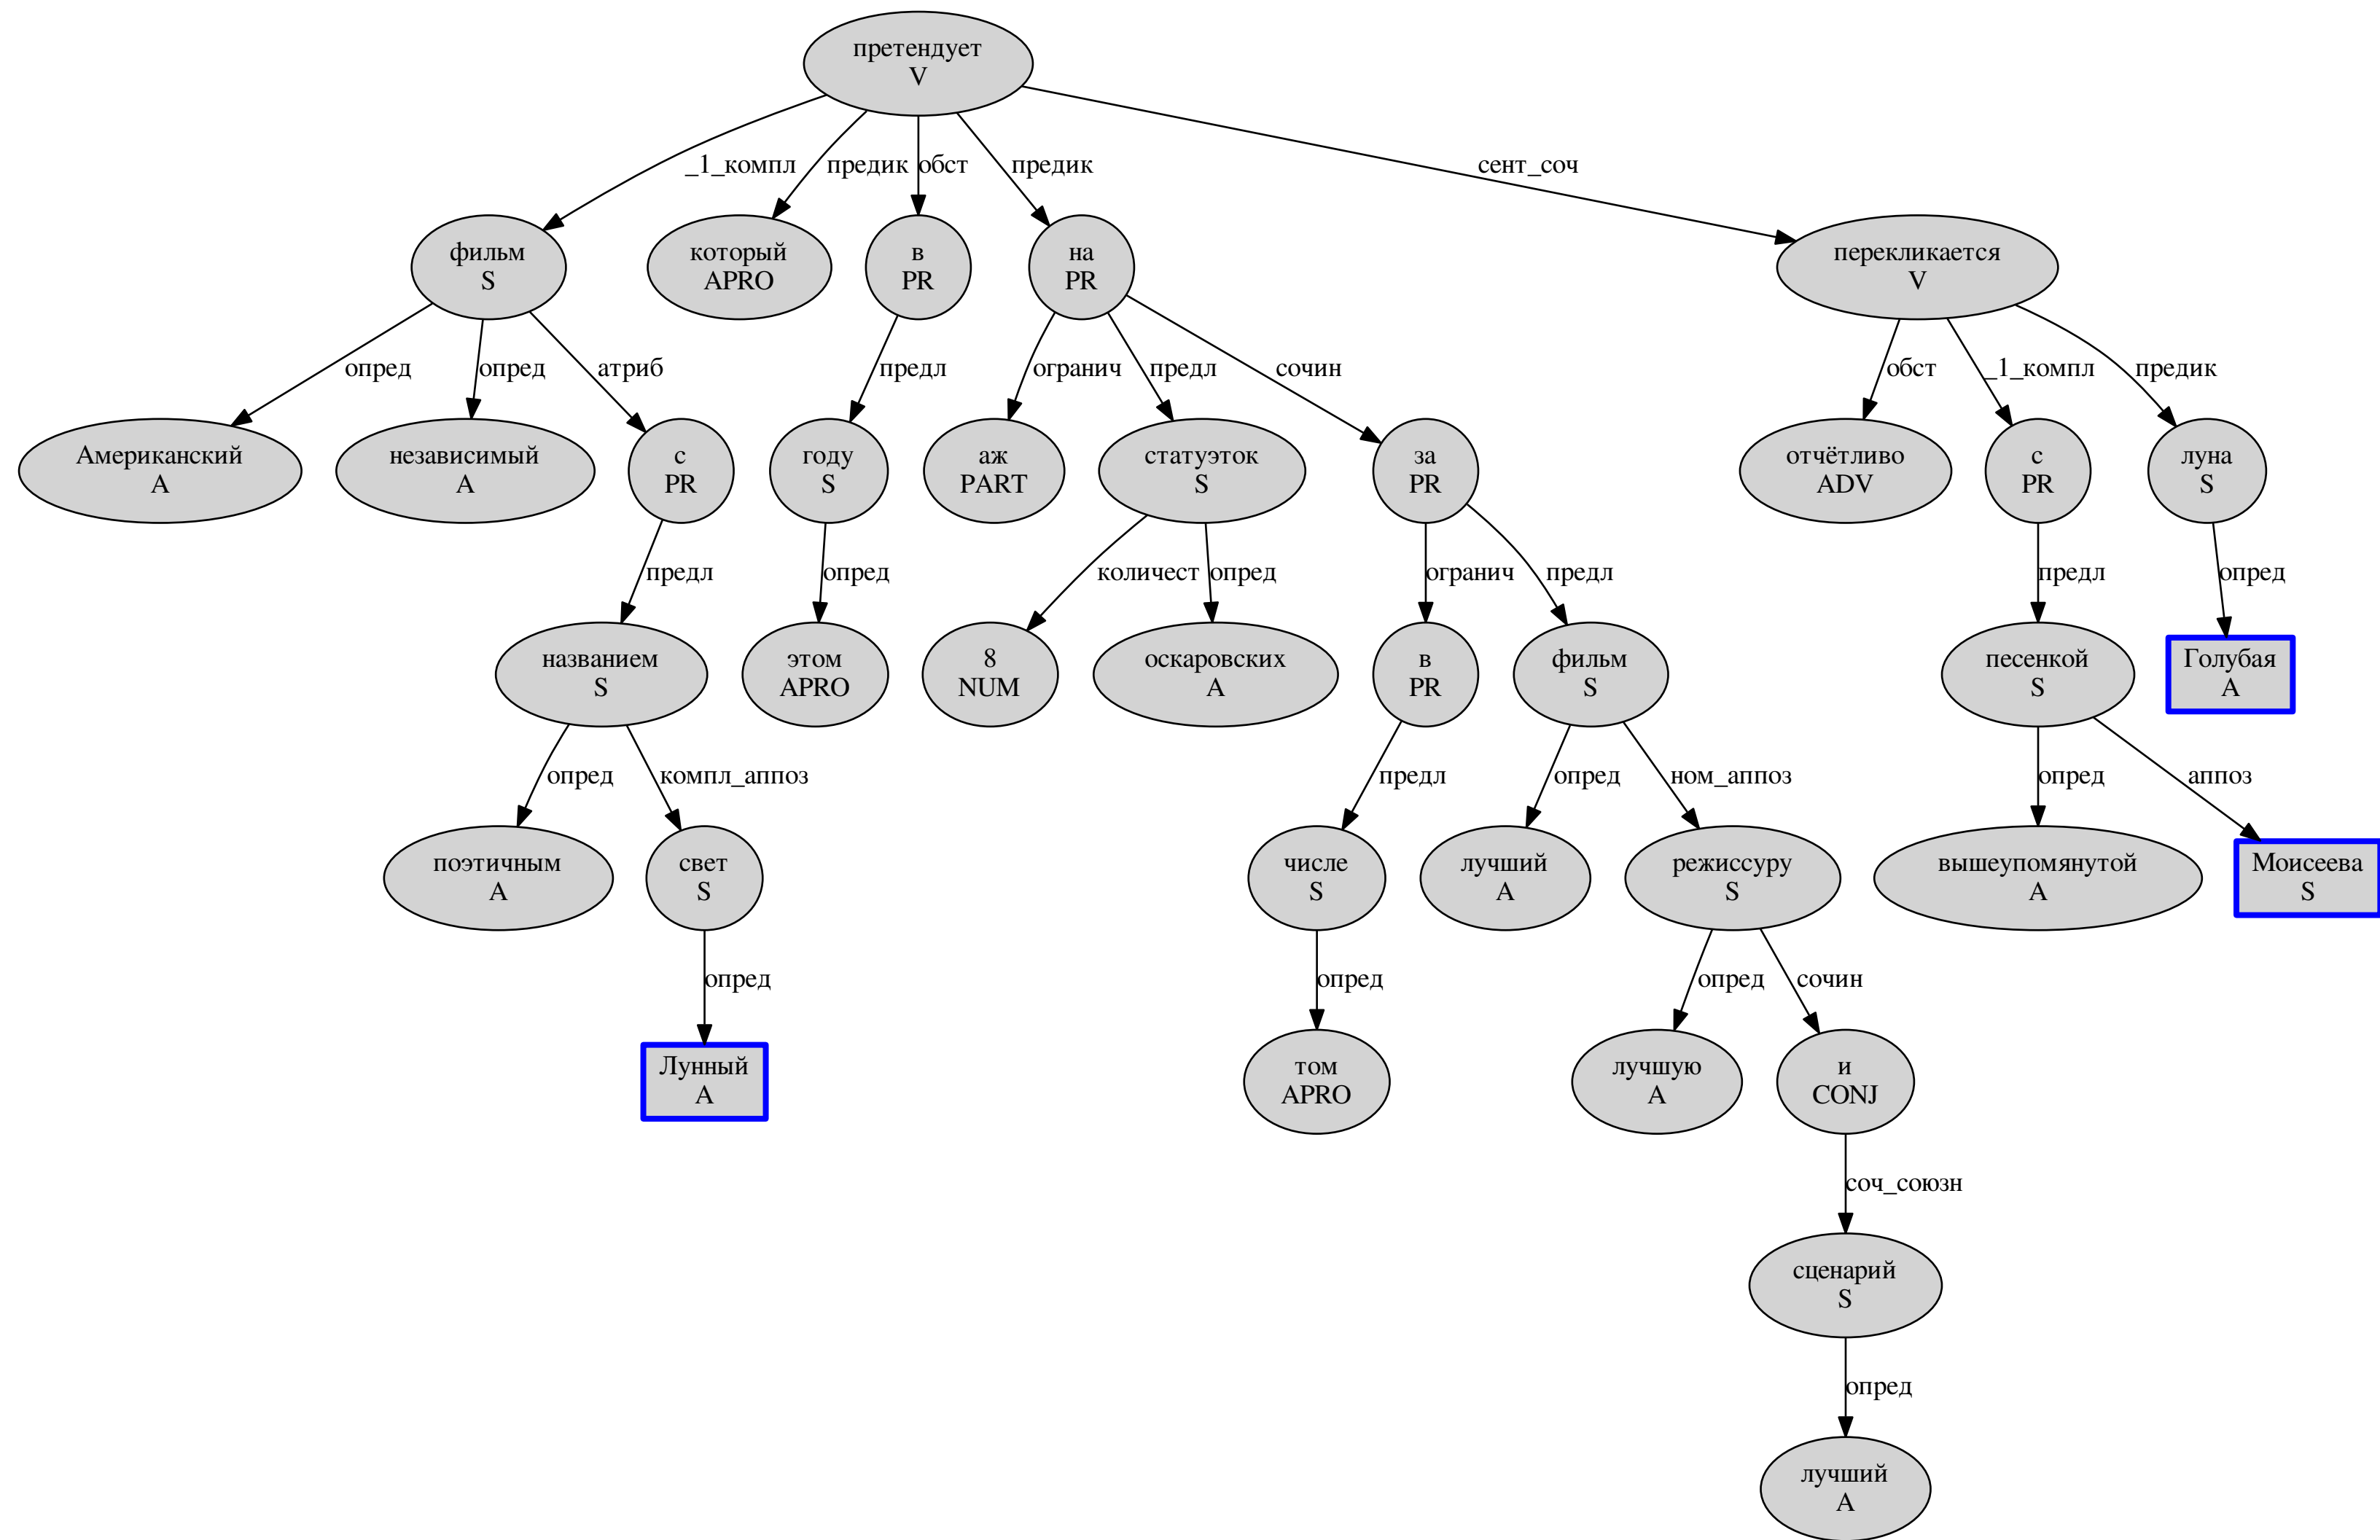 претендует
V
_1_компл
предик
обст
предик
сент_соч
фильм
S
который
APRO
в
PR
на
PR
перекликается
V
опред
опред
атриб
предл
огранич
предл
сочин
обст
_1_компл
предик
Американский
A
независимый
A
с
PR
году
S
аж
PART
статуэток
S
за
PR
отчётливо
ADV
с
PR
луна
S
предл
опред
количест
опред
огранич
предл
предл
опред
названием
S
этом
APRO
8
NUM
оскаровских
A
в
PR
фильм
S
песенкой
S
Голубая
A
опред
компл_аппоз
предл
опред
ном_аппоз
опред
аппоз
поэтичным
A
свет
S
числе
S
лучший
A
режиссуру
S
вышеупомянутой
A
Моисеева
S
опред
опред
опред
сочин
Лунный
A
том
APRO
лучшую
A
и
CONJ
соч_союзн
сценарий
S
опред
лучший
A